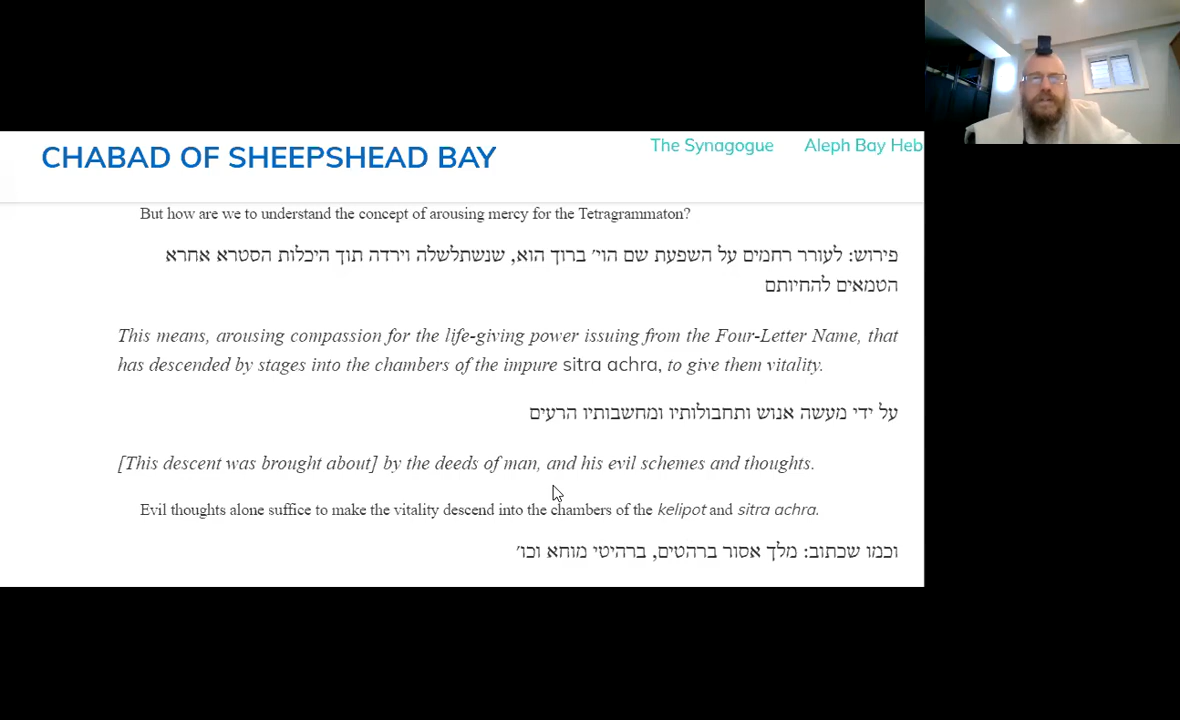 CHABAD OF SHEEPSHEAD BAY
The Synagogue
Aleph Bay Heb
But how are we to understand the concept of arousing mercy for the Tetragrammaton?
פירוש: לעורר רחמים על השפעת שם הוי׳ ברוך הוא, שנשתלשלה וירדה תוך היכלות הסטרא אחרא
הטמאים להחיותם
This means, arousing compassion for the life-giving power issuing from the Four-Letter Name, that
has descended by stages into the chambers of the impure sitra achra, to give them vitality.
על ידי מעשה אנוש ותחבולותיו ומחשבותיו הרעים
[This descent was brought about] by the deeds of man, and his evil schemes and thoughts.
Evil thoughts alone suffice to make the vitality descend into the chambers of the kelipot and sitra achra.
וכמו שכתוב: מלך אסור ברהטים, ברהיטי מוחא וכו׳